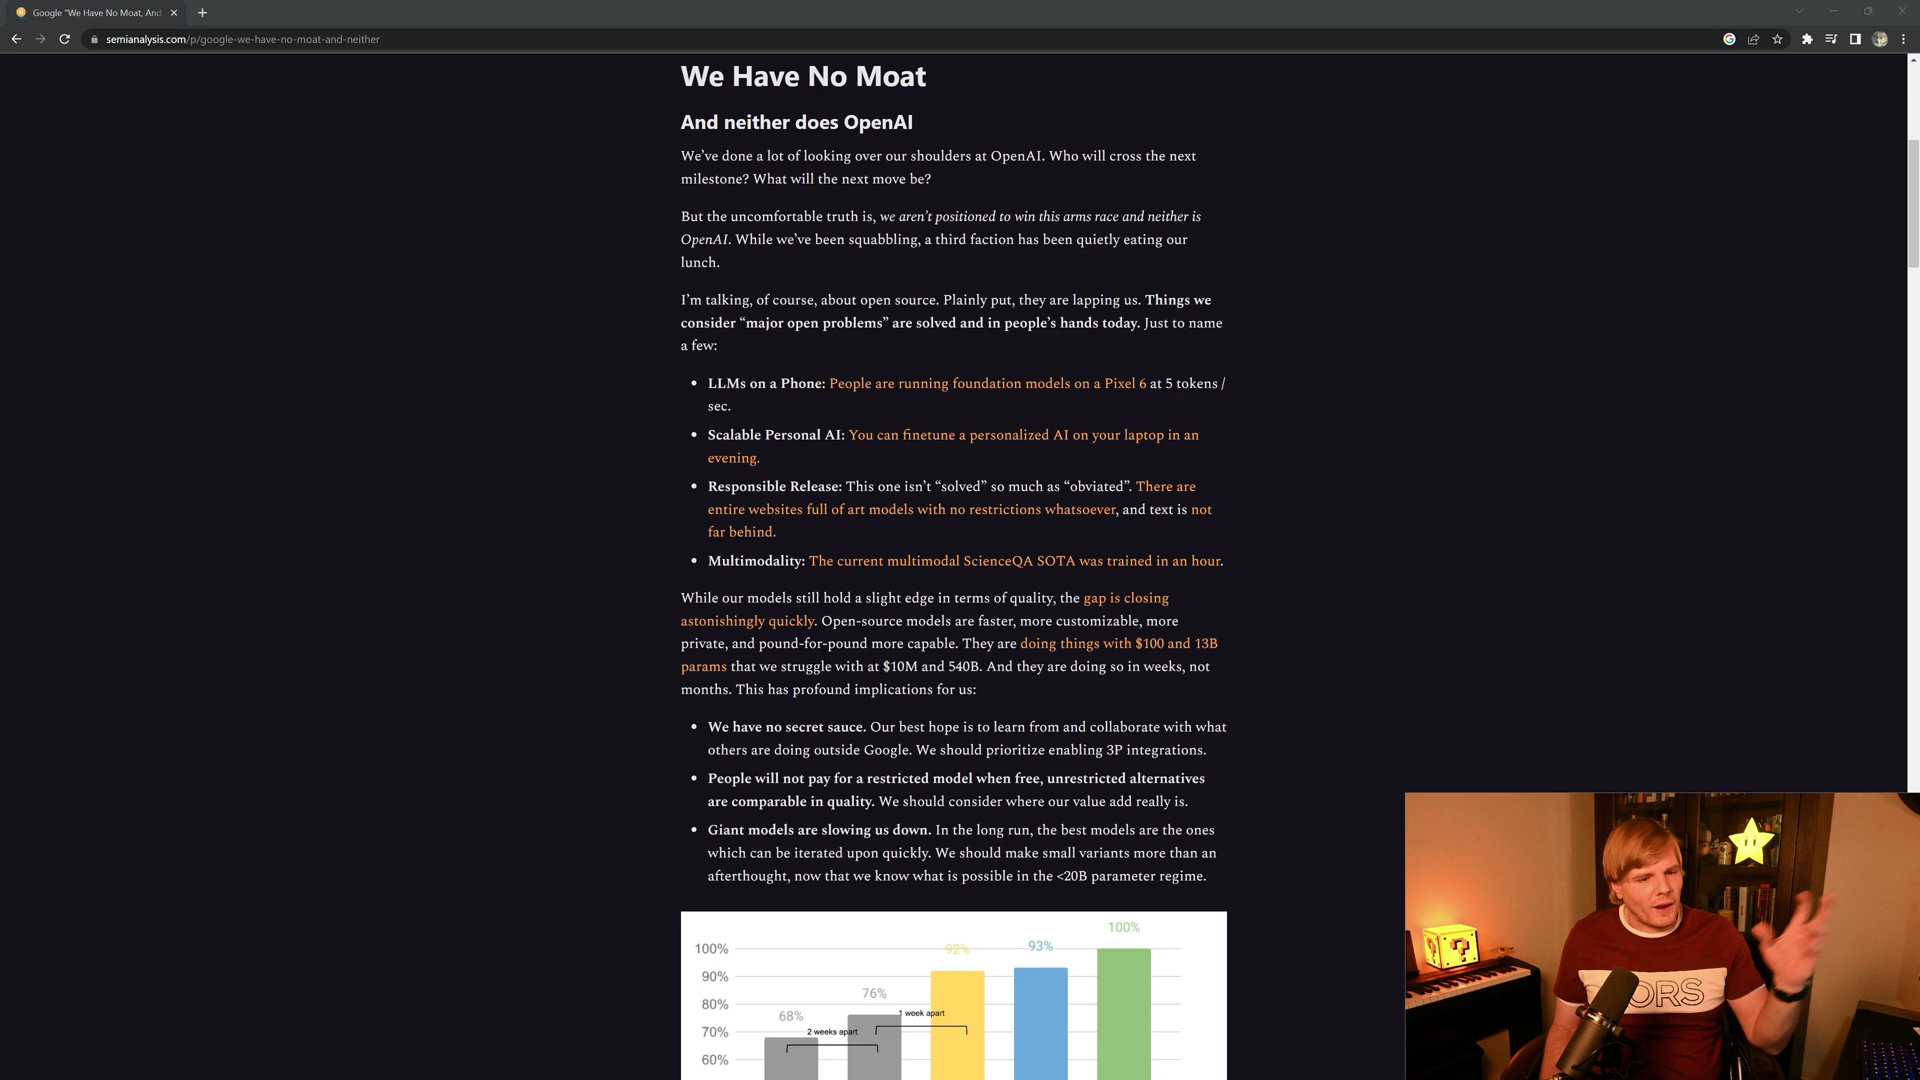 Google "We Have No Moat, And
semianalysis.com/p/google-we-have-no-moat-and-neither
We Have No Moat
And neither does OpenAI
We’ve done a lot of looking over our shoulders at OpenAI. Who will cross the next
milestone? What will the next move be?
But the uncomfortable truth is, we aren’t positioned to win this arms race and neither is
OpenAI. While we’ve been squabbling, a third faction has been quietly eating our
lunch.
I’m talking, of course, about open source. Plainly put, they are lapping us. Things we
consider “major open problems” are solved and in people’s hands today. Just to name
a few:
• LLMs on a Phone: People are running foundation models on a Pixel 6 at 5 tokens /
sec.
• Scalable Personal AI: You can finetune a personalized AI on your laptop in an
evening.
• Responsible Release: This one isn’t “solved” so much as “obviated”. There are
entire websites full of art models with no restrictions whatsoever, and text is not
far behind.
• Multimodality: The current multimodal ScienceQA SOTA was trained in an hour.
While our models still hold a slight edge in terms of quality, the gap is closing
astonishingly quickly. Open-source models are faster, more customizable, more
private, and pound-for-pound more capable. They are doing things with $100 and 13B
params that we struggle with at $10M and 540B. And they are doing so in weeks, not
months. This has profound implications for us:
• We have no secret sauce. Our best hope is to learn from and collaborate with what
others are doing outside Google. We should prioritize enabling 3P integrations.
• People will not pay for a restricted model when free, unrestricted alternatives
are comparable in quality. We should consider where our value add really is.
• Giant models are slowing us down. In the long run, the best models are the ones
which can be iterated upon quickly. We should make small variants more than an
afterthought, now that we know what is possible in the <20B parameter regime.
100%
92%
93%
100%
90%
76%
80%
68%
1 week apart
2 weeks apart
70%
60%
ORS